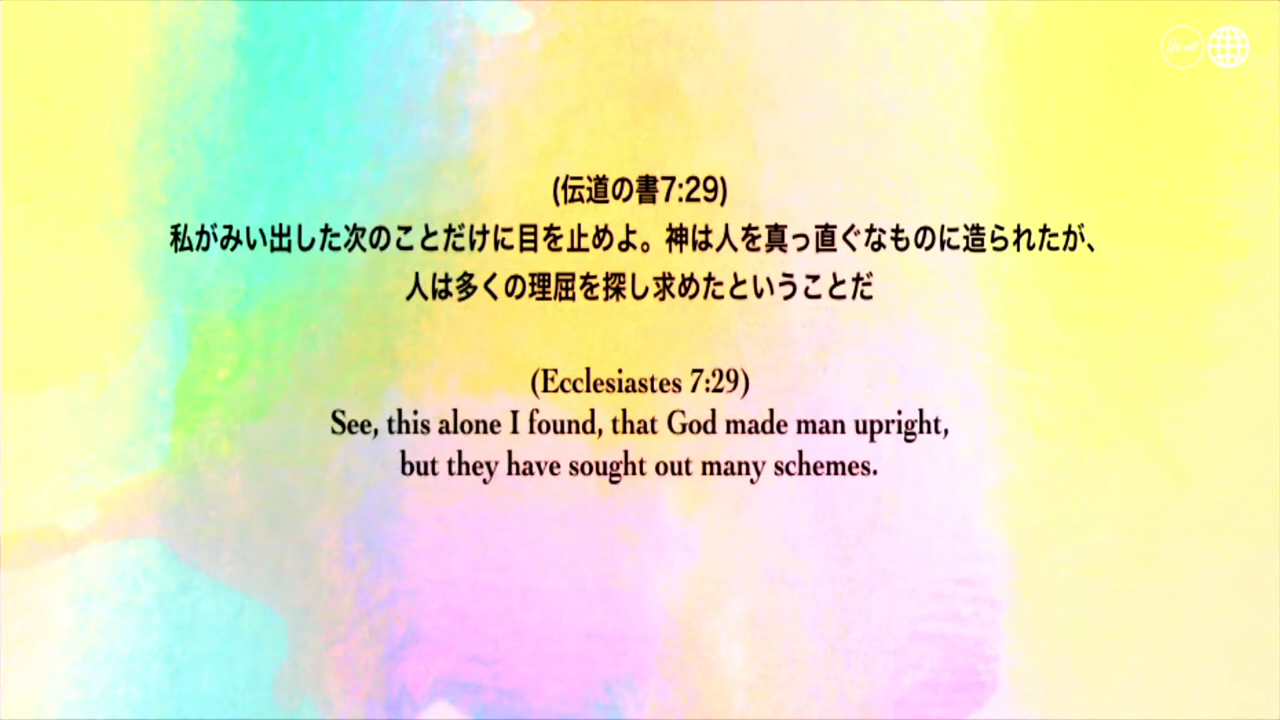 (伝道の書7:29)
私がみい出した次のことだけに目を止めよ。神は人を真っ直ぐなものに造られたが、
人は多くの理屈を探し求めたということだ
(Ecclesiastes 7:29)
See, this alone I found, that God made man upright,
but they have sought out many schemes.